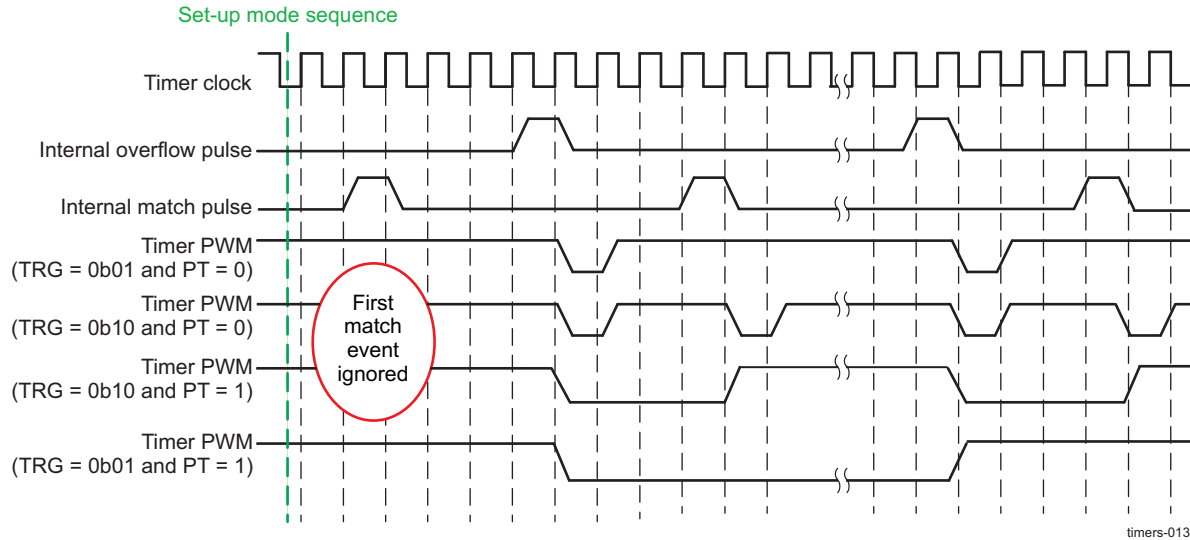 Set-up mode sequence
Timer clock
Internal overflow pulse
Internal match pulse
Timer PWM
(TRG = 0b01 and PT = 0)
Timer PWM
(TRG = 0b10 and PT = 0)
First
match
event
ignored
Timer PWM
(TRG = 0b10 and PT = 1)
Timer PWM
(TRG = 0b01 and PT = 1)
timers-013